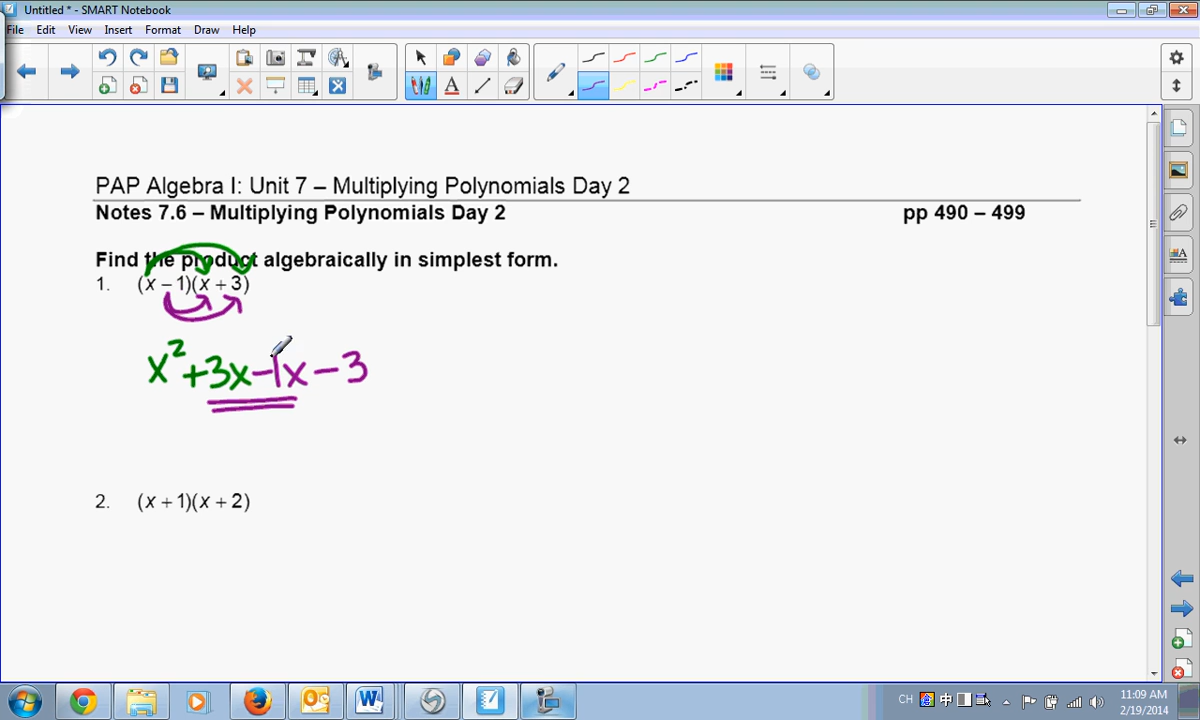 Untitled * - SMART Notebook
File Edit View Insert Format Draw Help
PAP Algebra I: Unit 7 – Multiplying Polynomials Day 2
Notes 7.6 – Multiplying Polynomials Day 2 pp 490 – 499
Find the product algebraically in simplest form.
1. (x – 1)(x + 3)
x² + 3x - 1x - 3
2. (x + 1)(x + 2)
CH 中 11:09 AM
2/19/2014